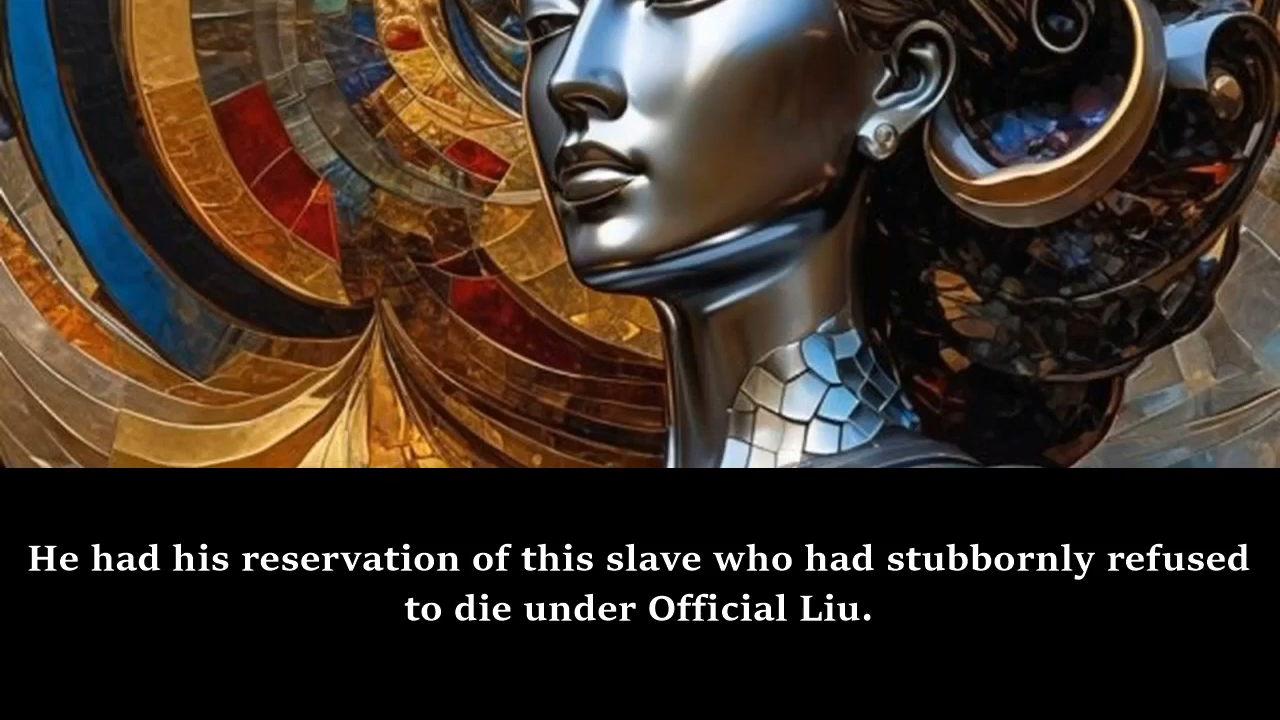 He had his reservation of this slave who had stubbornly refused
to die under Official Liu.